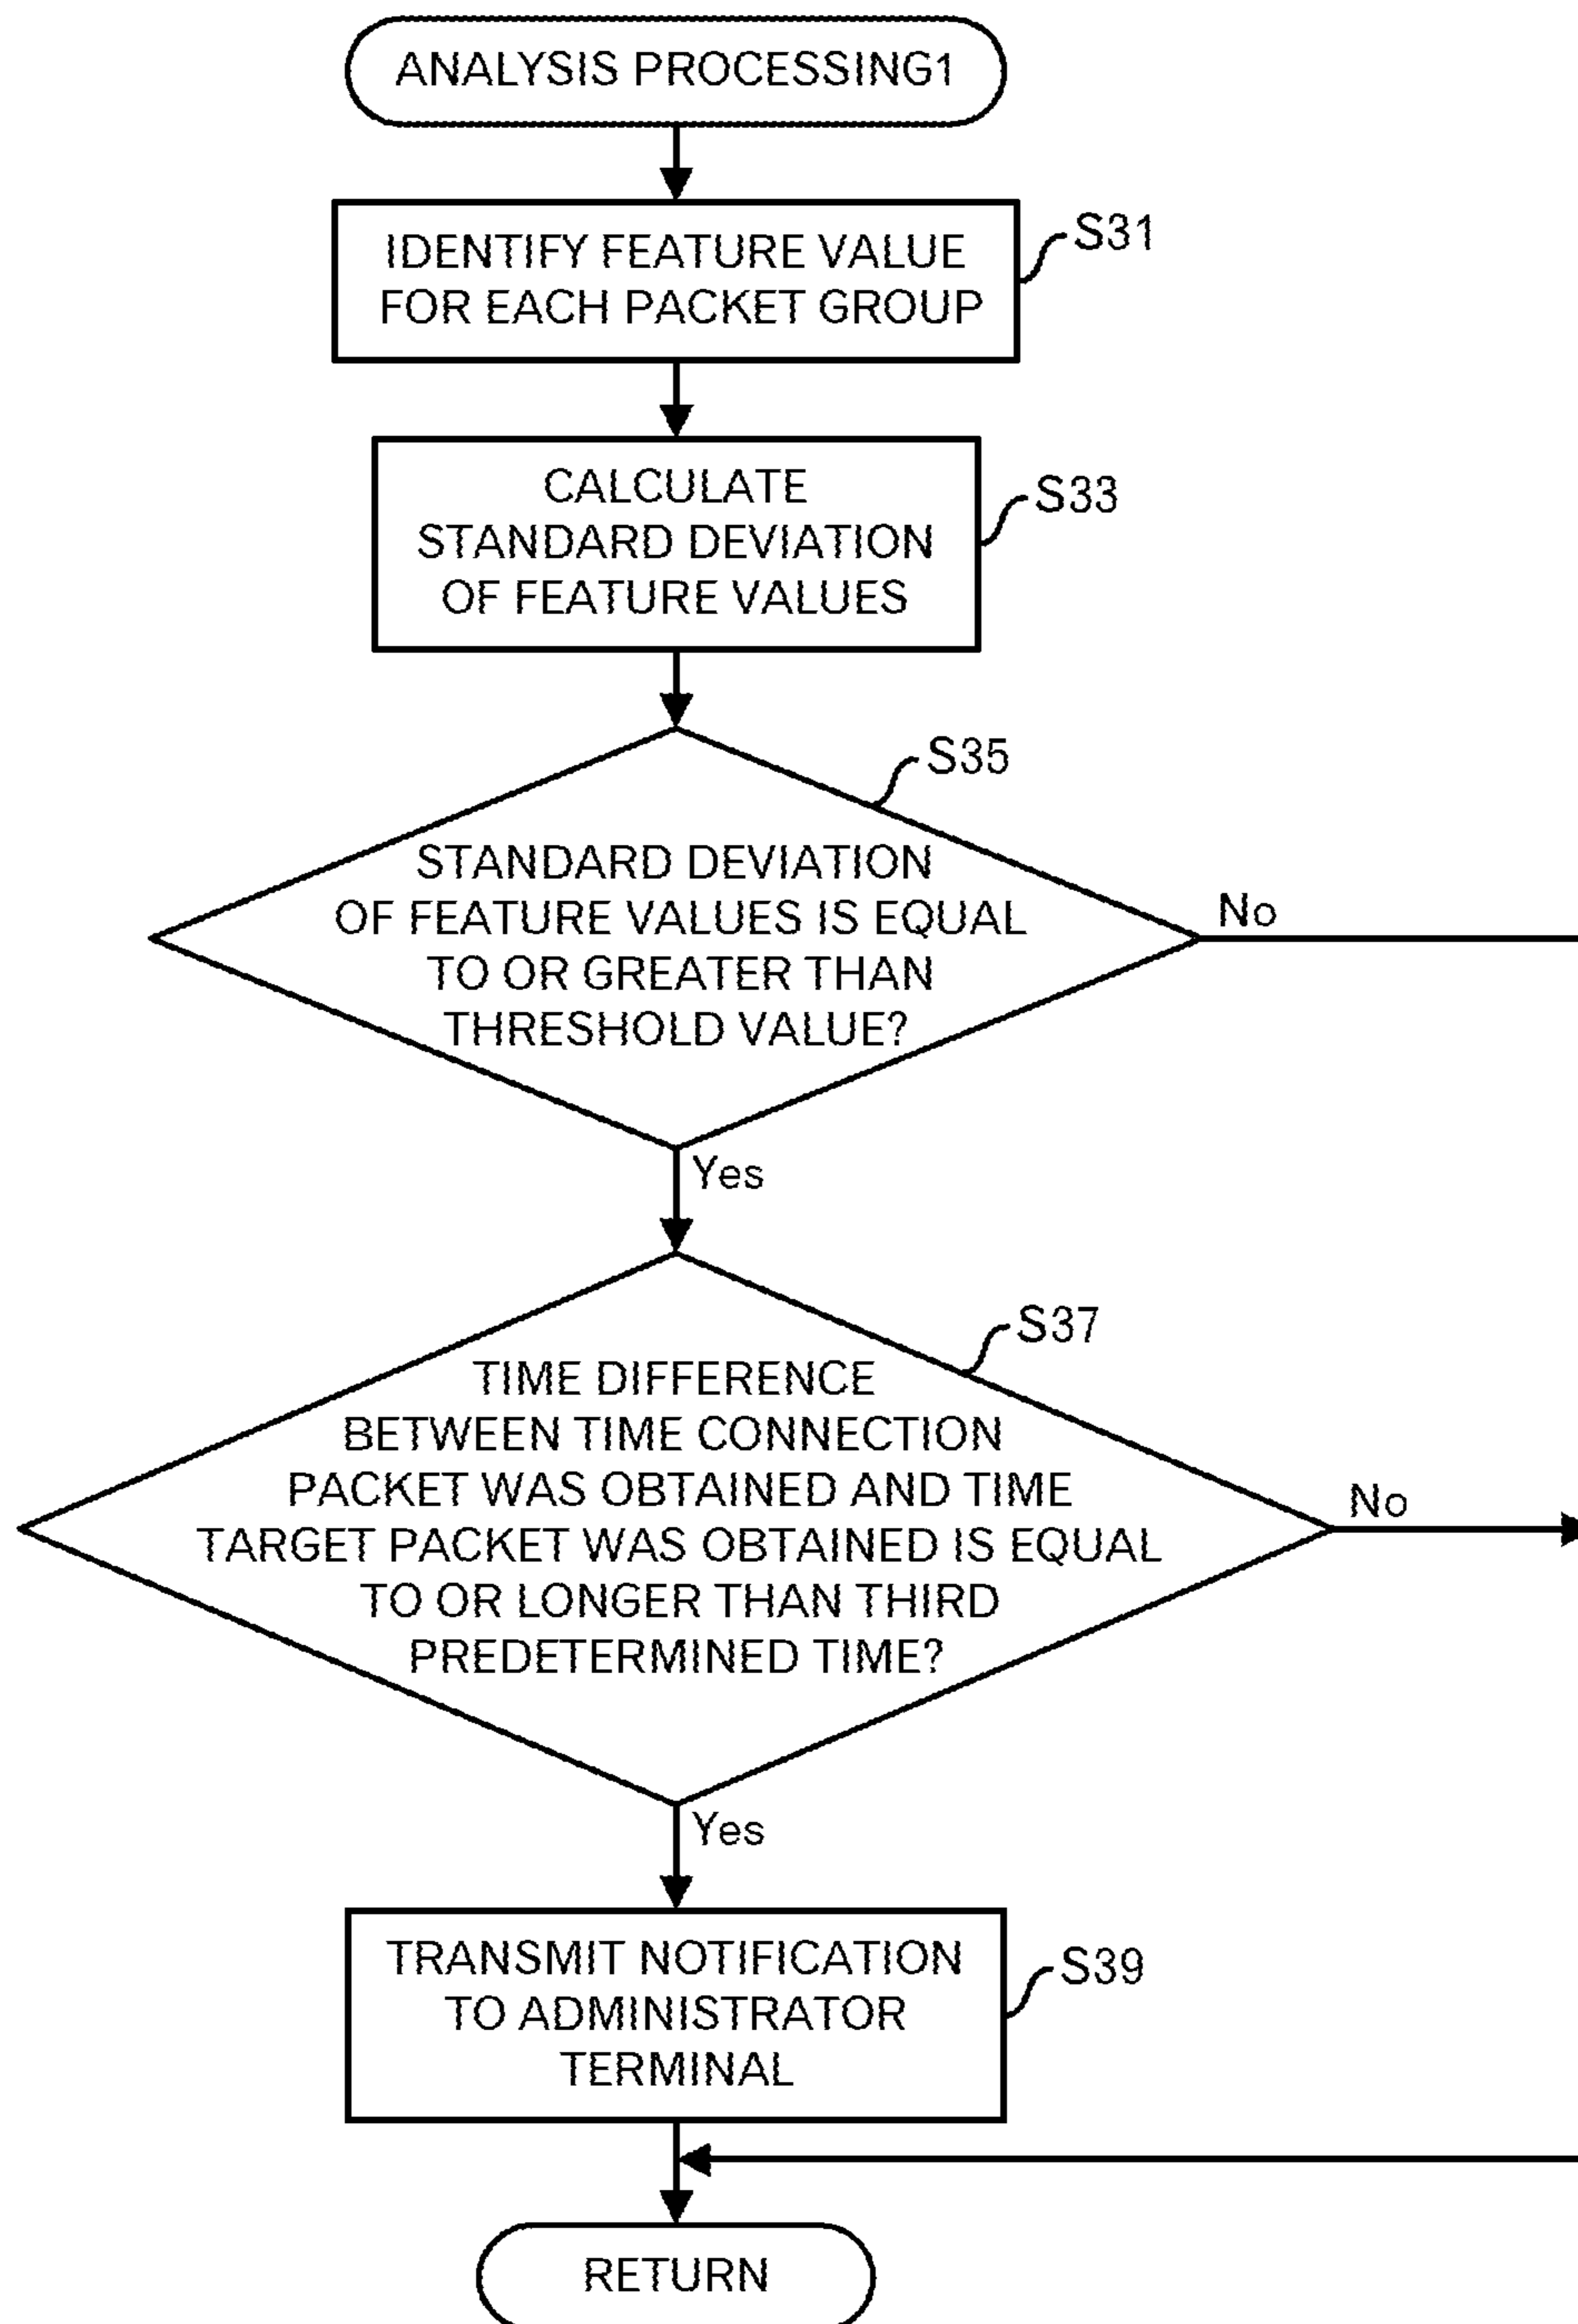 ANALYSIS PROCESSING1
IDENTIFY FEATURE VALUE
FOR EACH PACKET GROUP
S31
CALCULATE
STANDARD DEVIATION
OF FEATURE VALUES
S33
S35
STANDARD DEVIATION
OF FEATURE VALUES IS EQUAL
TO OR GREATER THAN
THRESHOLD VALUE?
No
Yes
S37
TIME DIFFERENCE
BETWEEN TIME CONNECTION
PACKET WAS OBTAINED AND TIME
TARGET PACKET WAS OBTAINED IS EQUAL
TO OR LONGER THAN THIRD
PREDETERMINED TIME?
No
Yes
TRANSMIT NOTIFICATION
TO ADMINISTRATOR
TERMINAL
S39
RETURN